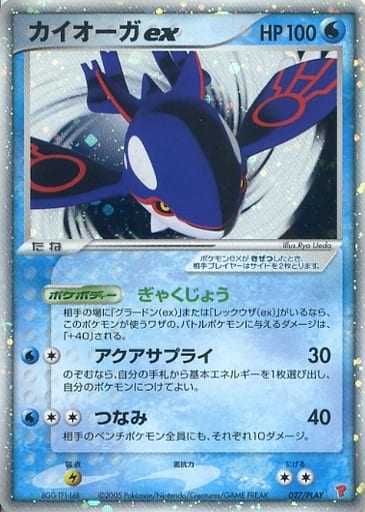 カイオーガex HP100
たね
Illus.Ryo Ueda
ポケモンexが きぜつしたとき、
相手プレイヤーはサイドを2枚とります。
ポケボデー ぎゃくじょう
相手の場に「グラードン(ex)」または「レックウザ(ex)」がいるなら、
このポケモンが使うワザの、バトルポケモンに与えるダメージは、
「+40」される。
アクアサプライ 30
のぞむなら、自分の手札から基本エネルギーを1枚選び出し、
自分のポケモンにつけてよい。
つなみ 40
相手のベンチポケモン全員にも、それぞれ10ダメージ。
弱点 抵抗力 にげる
©2005 Pokémon/Nintendo/Creatures/GAME FREAK
027/PLAY